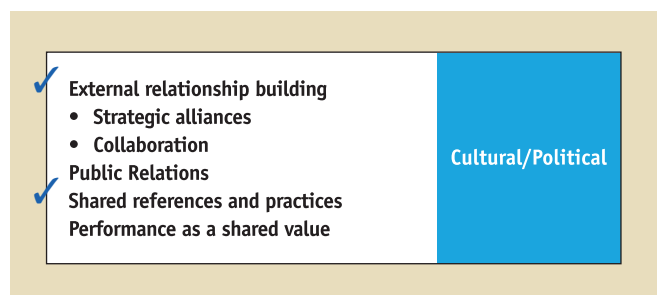 ✓ External relationship building
• Strategic alliances
• Collaboration
Public Relations
✓ Shared references and practices
Performance as a shared value
Cultural/Political